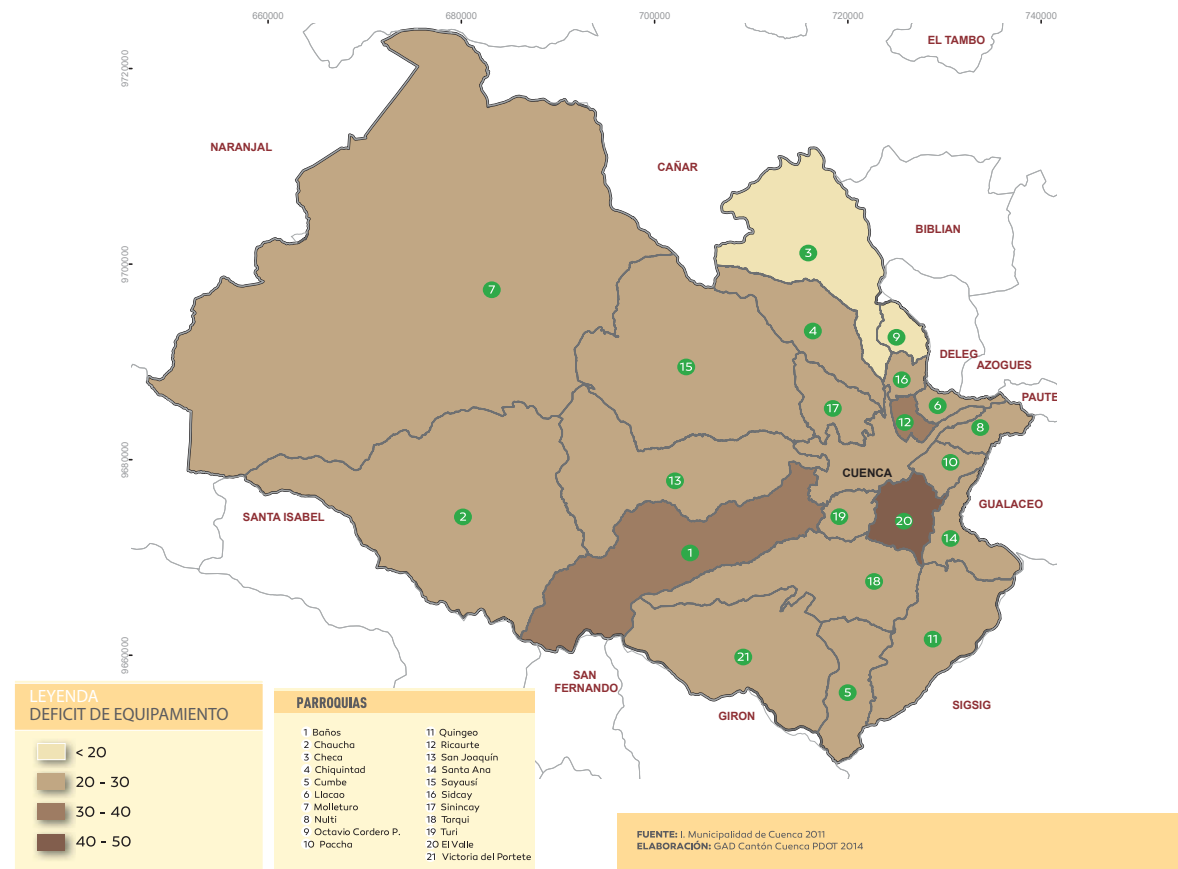 660000 680000 700000 720000 740000
9720000
9700000
9680000
9660000
EL TAMBO
NARANJAL
CAÑAR
BIBLIAN
DELEG
AZOGUES
PAUTE
CUENCA
GUALACEO
SANTA ISABEL
SAN
FERNANDO
GIRON
SIGSIG
3
7
4
9
15
16
6
17
12
8
10
13
2
19
20
14
1
18
11
21
5
LEYENDA
DEFICIT DE EQUIPAMIENTO
< 20
20 - 30
30 - 40
40 - 50
PARROQUIAS
1 Baños
2 Chaucha
3 Checa
4 Chiquintad
5 Cumbe
6 Llacao
7 Molleturo
8 Nulti
9 Octavio Cordero P.
10 Paccha
11 Quingeo
12 Ricaurte
13 San Joaquín
14 Santa Ana
15 Sayausí
16 Sidcay
17 Sinincay
18 Tarqui
19 Turi
20 El Valle
21 Victoria del Portete
FUENTE: I. Municipalidad de Cuenca 2011
ELABORACIÓN: GAD Cantón Cuenca PDOT 2014